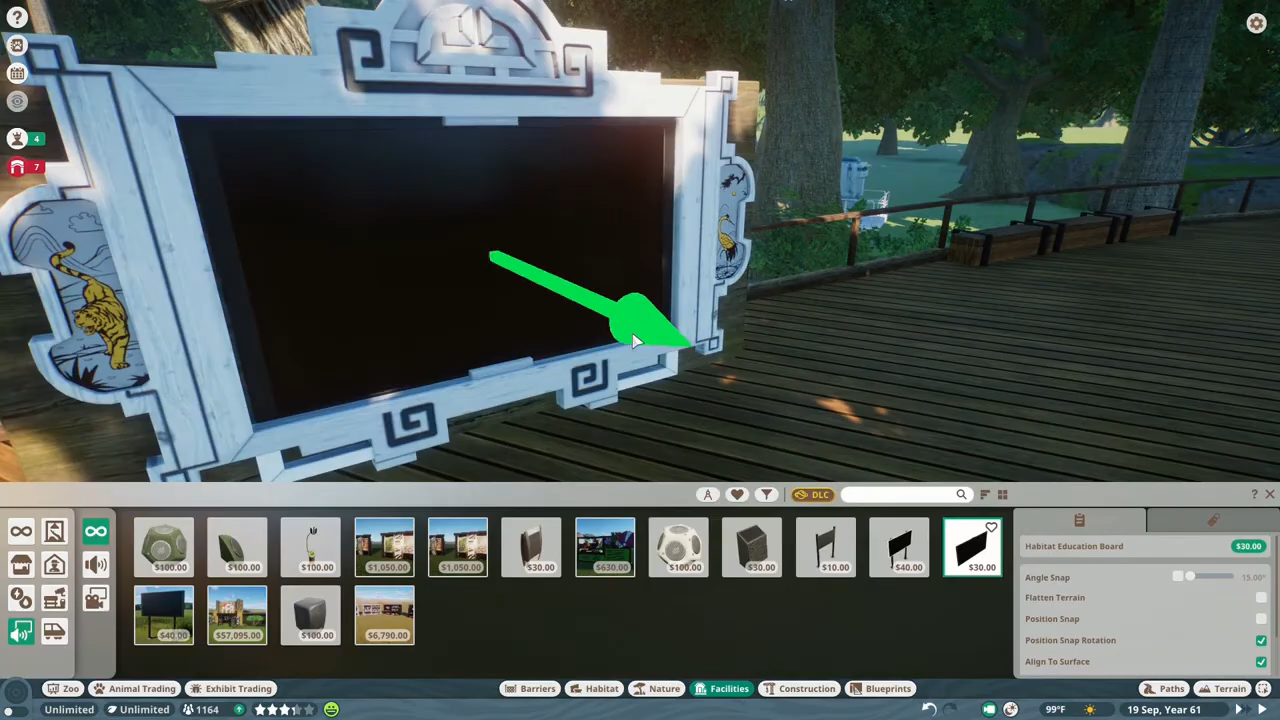 ?
4
7
DLC
? ×
$100.00 $100.00 $100.00 $1,050.00 $1,050.00 $30.00 $630.00 $100.00 $30.00 $10.00 $40.00 $30.00
$40.00 $57,095.00 $100.00 $6,790.00
Habitat Education Board $30.00
Angle Snap 15.00°
Flatten Terrain
Position Snap
Position Snap Rotation
Align To Surface
Zoo Animal Trading Exhibit Trading Barriers Habitat Nature Facilities Construction Blueprints Paths Terrain
Unlimited Unlimited 1164 99°F 19 Sep, Year 61